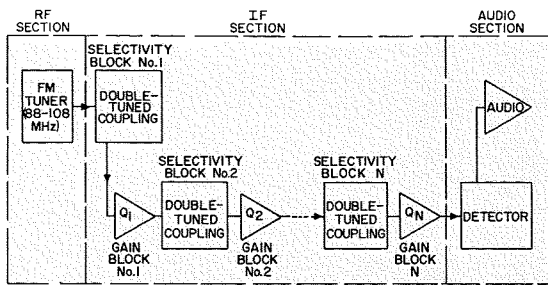 RF
SECTION
IF
SECTION
AUDIO
SECTION
SELECTIVITY
BLOCK No.1
FM
TUNER
(88-108
MHz)
DOUBLE-
TUNED
COUPLING
AUDIO
SELECTIVITY
BLOCK No.2
SELECTIVITY
BLOCK N
Q1
DOUBLE-
TUNED
COUPLING
Q2
DOUBLE-
TUNED
COUPLING
QN
DETECTOR
GAIN
BLOCK
No.1
GAIN
BLOCK
No.2
GAIN
BLOCK
N